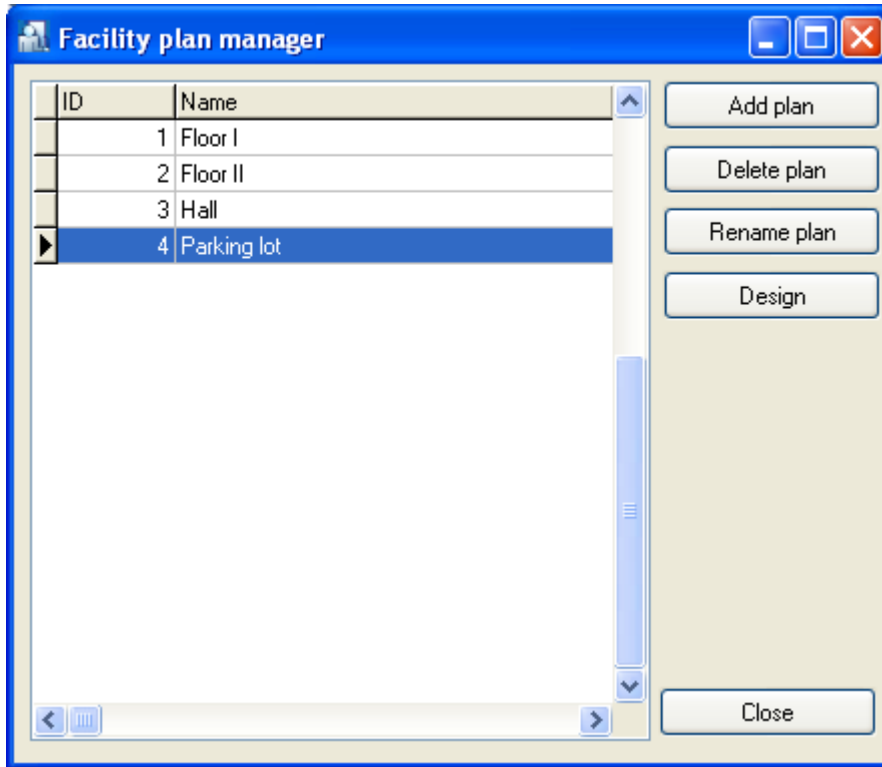 Facility plan manager
ID Name
1 Floor I
2 Floor II
3 Hall
4 Parking lot
Add plan
Delete plan
Rename plan
Design
Close